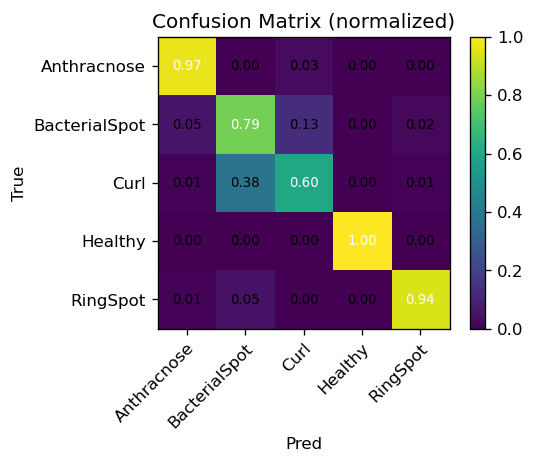 Confusion Matrix (normalized)
True
Anthracnose 0.97 0.00 0.03 0.00 0.00
BacterialSpot 0.05 0.79 0.13 0.00 0.02
Curl 0.01 0.38 0.60 0.00 0.01
Healthy 0.00 0.00 0.00 1.00 0.00
RingSpot 0.01 0.05 0.00 0.00 0.94
Anthracnose BacterialSpot Curl Healthy RingSpot
Pred
1.0
0.8
0.6
0.4
0.2
0.0